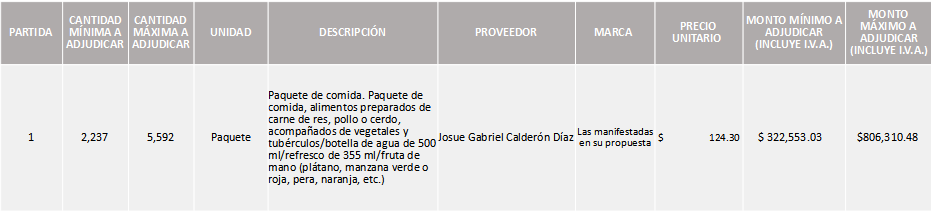 PARTIDA
CANTIDAD
MÍNIMA A
ADJUDICAR
CANTIDAD
MÁXIMA A
ADJUDICAR
UNIDAD
DESCRIPCIÓN
PROVEEDOR
MARCA
PRECIO
UNITARIO
MONTO MÍNIMO A
ADJUDICAR
(INCLUYE I.V.A.)
MONTO
MÁXIMO A
ADJUDICAR
(INCLUYE I.V.A.)
1
2,237
5,592
Paquete
Paquete de comida. Paquete de
comida, alimentos preparados de
carne de res, pollo o cerdo,
acompañados de vegetales y
tubérculos/botella de agua de 500
ml/refresco de 355 ml/fruta de
mano (plátano, manzana verde o
roja, pera, naranja, etc.)
Josue Gabriel Calderón Díaz
Las manifestadas
en su propuesta
$ 124.30
$ 322,553.03
$806,310.48